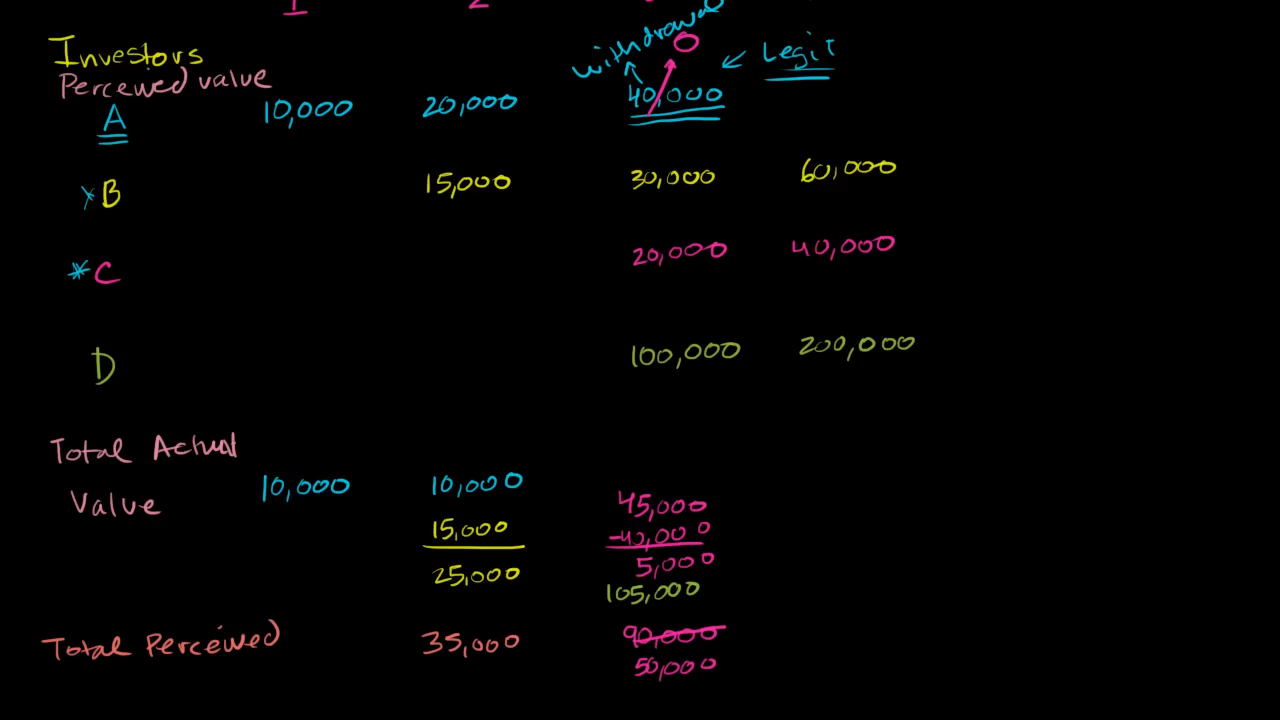 1 2
Investors
Perceived value
withdrawal
0
Legit
A 10,000 20,000 40,000
B 15,000 30,000 60,000
C 20,000 40,000
D 100,000 200,000
Total Actual
Value 10,000 10,000 45,000
15,000 -40,000
25,000 5,000
105,000
Total Perceived 35,000 90,000
50,000